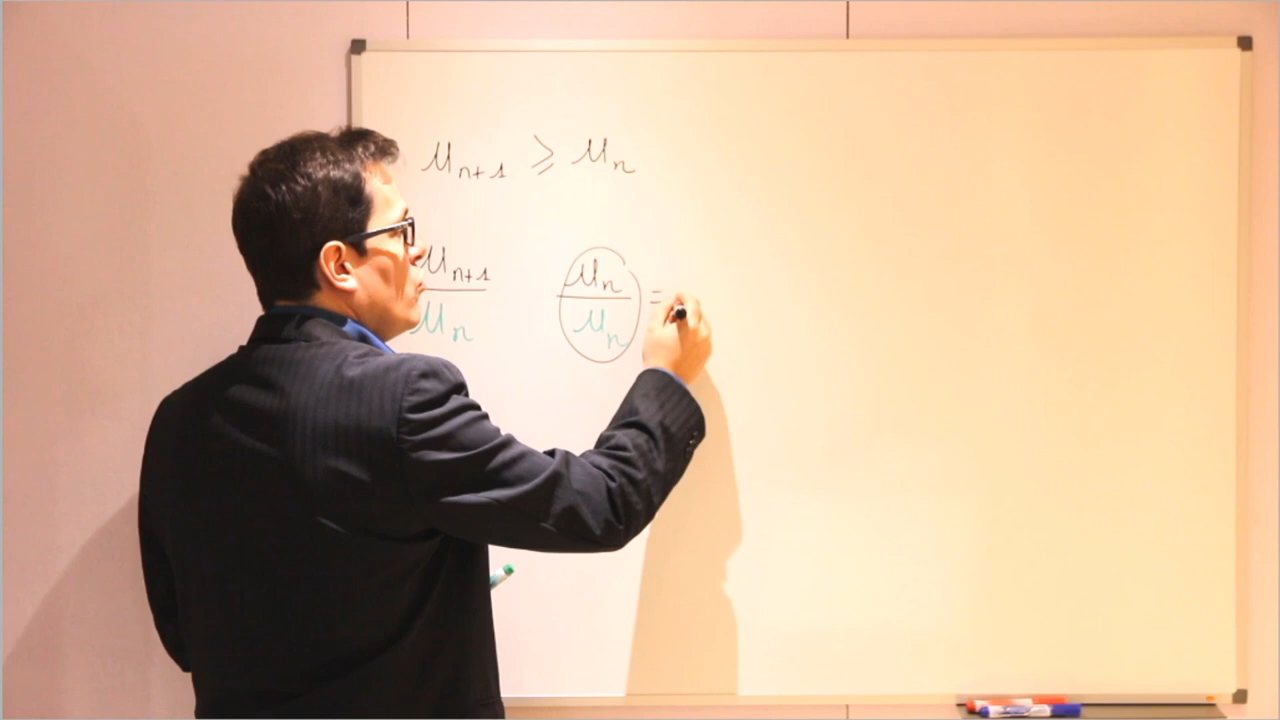 u_{n+1} ⩾ u_n
u_{n+1}/u_n u_n/u_n =